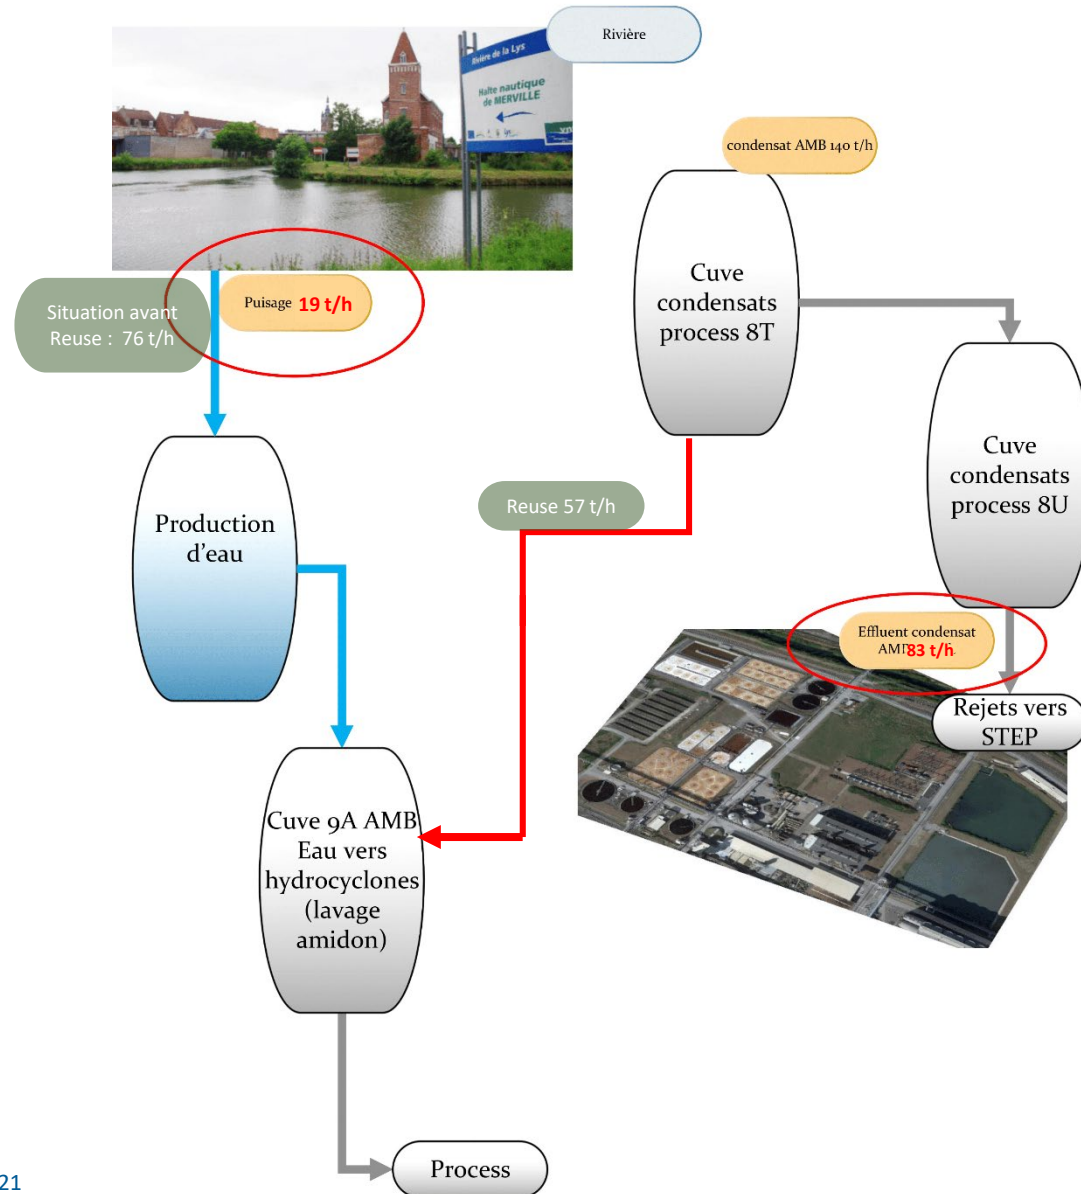 Rivière
Rivière de la Lys
Halte nautique
de MERVILLE
condensat AMB 140 t/h
Cuve
condensats
process 8T
Puisage 19 t/h
Situation avant
Reuse : 76 t/h
Cuve
condensats
process 8U
Reuse 57 t/h
Production
d'eau
Effluent condensat
83 t/h
Rejets vers
STEP
Cuve 9A AMB
Eau vers
hydrocyclones
(lavage
amidon)
Process
21